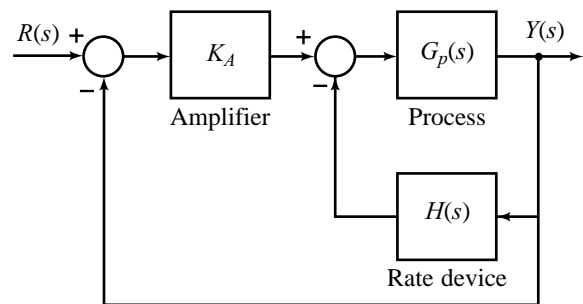 R(s)
+
−
K_A
Amplifier
+
−
G_p(s)
Process
Y(s)
H(s)
Rate device